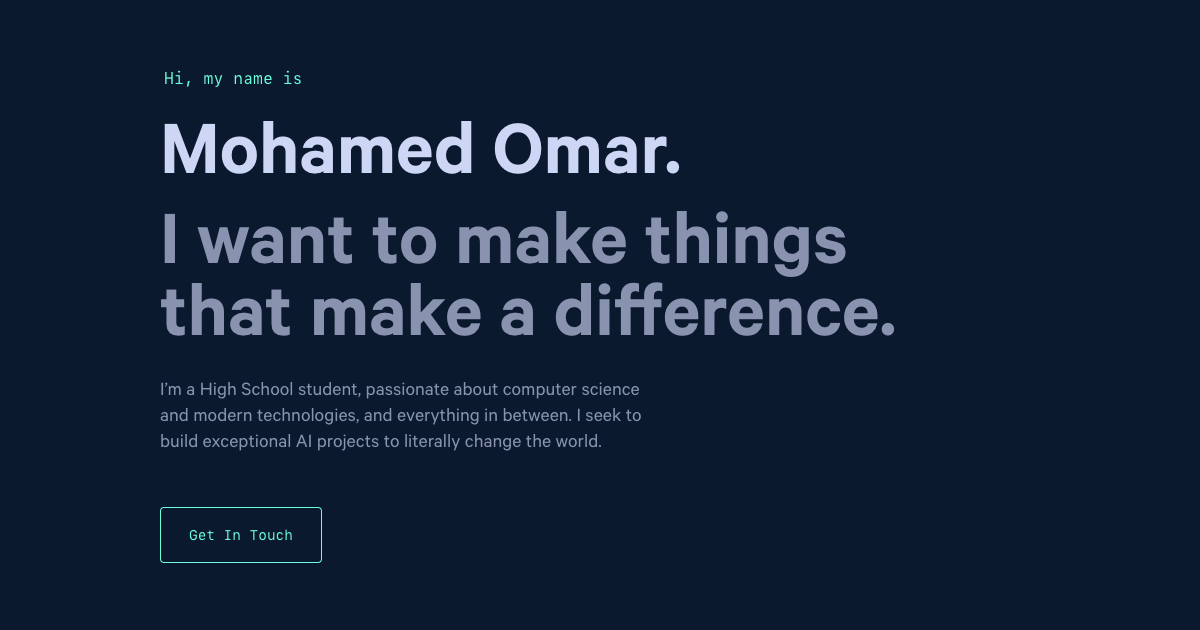 Hi, my name is
Mohamed Omar.
I want to make things
that make a difference.
I’m a High School student, passionate about computer science
and modern technologies, and everything in between. I seek to
build exceptional AI projects to literally change the world.
Get In Touch